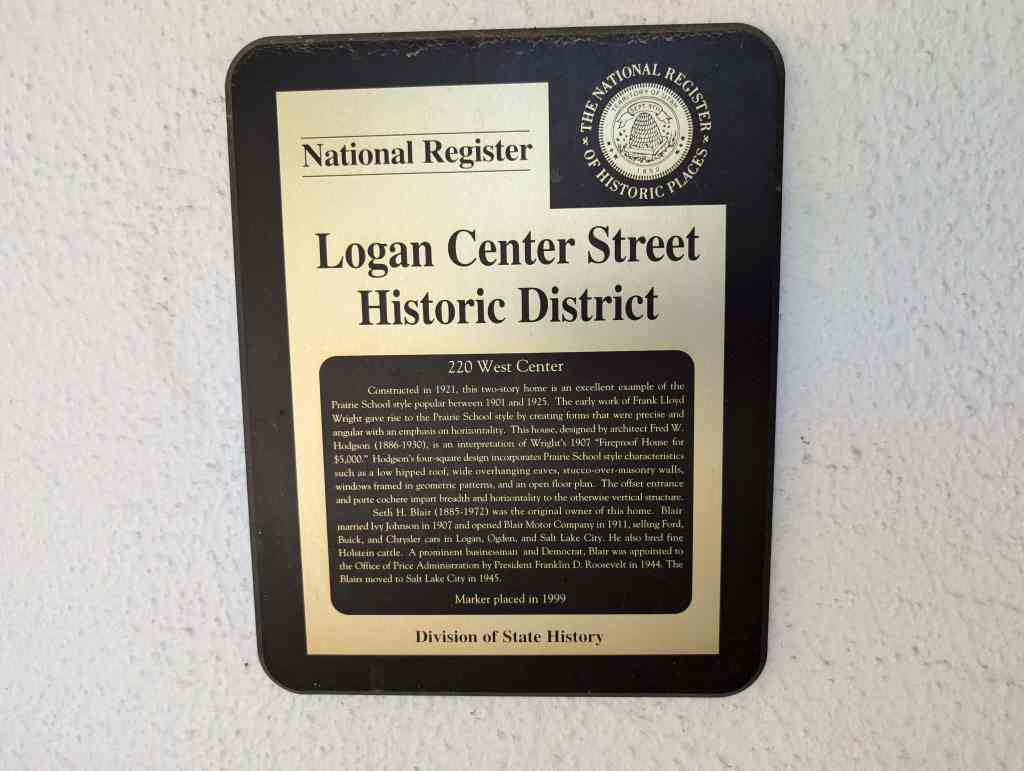 THE NATIONAL REGISTER
OF HISTORIC PLACES
TERRITORY OF UTAH
SEPT 9TH
National Register
Logan Center Street
Historic District
220 West Center
Constructed in 1921, this two-story home is an excellent example of the
Prairie School style popular between 1901 and 1925. The early work of Frank Lloyd
Wright gave rise to the Prairie School style by creating forms that were precise and
angular with an emphasis on horizontality. This house, designed by architect Fred W.
Hodgson (1886-1930), is an interpretation of Wright's 1907 "Fireproof House for
$5,000." Hodgson's four-square design incorporates Prairie School style characteristics
such as a low hipped roof, wide overhanging eaves, stucco-over-masonry walls,
windows framed in geometric patterns, and an open floor plan. The offset entrance
and porte cochere impart breadth and horizontality to the otherwise vertical structure.
Seth H. Blair (1885-1972) was the original owner of this home. Blair
married Ivy Johnson in 1907 and opened Blair Motor Company in 1911, selling Ford,
Buick, and Chrysler cars in Logan, Ogden, and Salt Lake City. He also bred fine
Holstein cattle. A prominent businessman and Democrat, Blair was appointed to
the Office of Price Administration by President Franklin D. Roosevelt in 1944. The
Blairs moved to Salt Lake City in 1945.
Marker placed in 1999
Division of State History